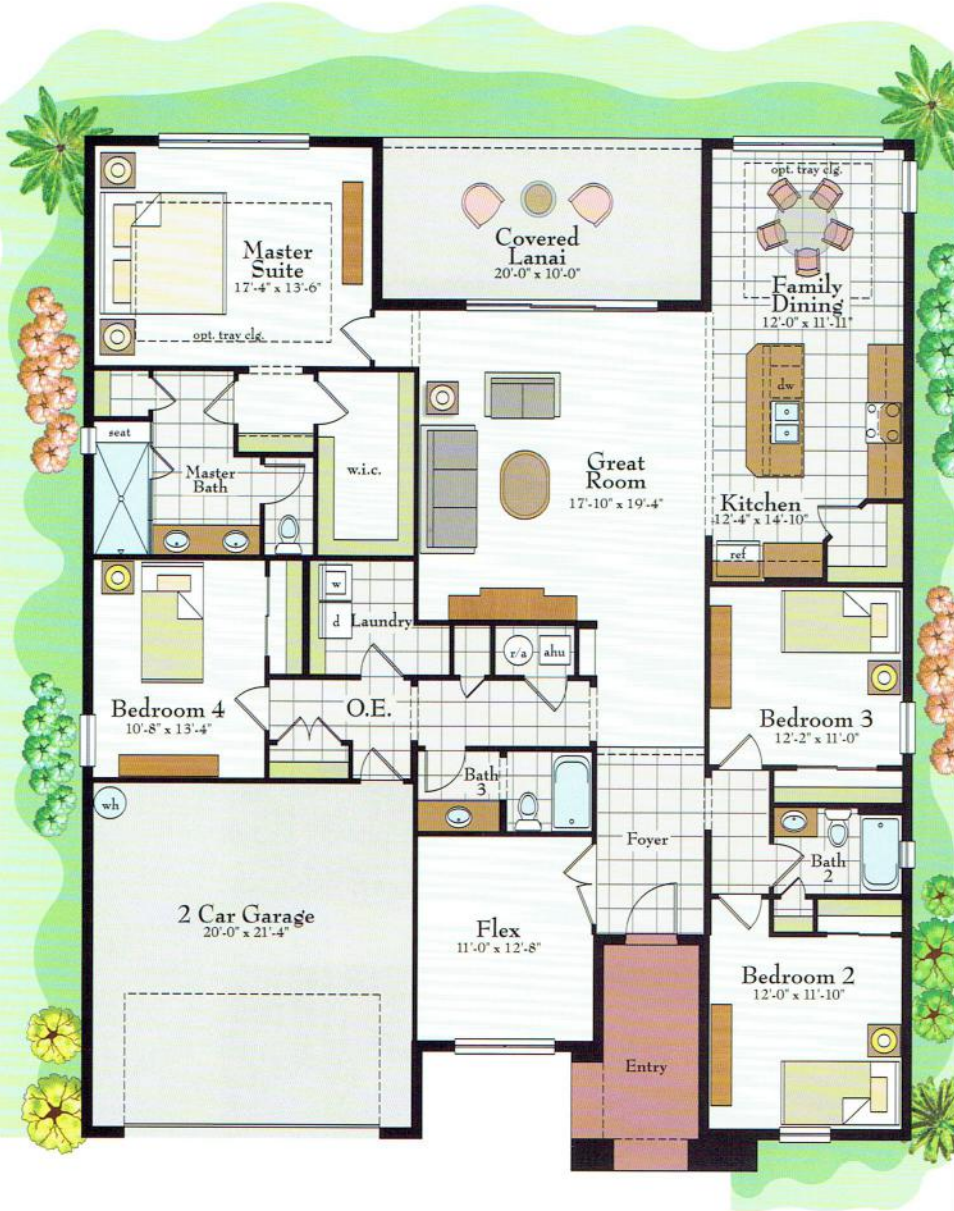 opt. tray clg.
Master
Suite
17'-4" x 13'-6"
opt. tray clg.
Covered
Lanai
20'-0" x 10'-0"
Family
Dining
12'-0" x 11'-11"
dw
seat
Master
Bath
w.i.c.
Great
Room
17'-10" x 19'-4"
Kitchen
12'-4" x 14'-10"
ref
w
d
Laundry
r/a
ahu
Bedroom 4
10'-8" x 13'-4"
O.E.
Bedroom 3
12'-2" x 11'-0"
Bath
3
wh
Foyer
Bath
2
2 Car Garage
20'-0" x 21'-4"
Flex
11'-0" x 12'-8"
Bedroom 2
12'-0" x 11'-10"
Entry